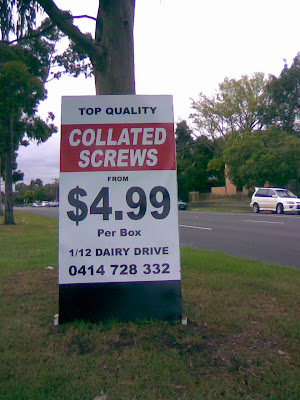 TOP QUALITY
COLLATED
SCREWS
FROM
$4.99
Per Box
1/12 DAIRY DRIVE
0414 728 332